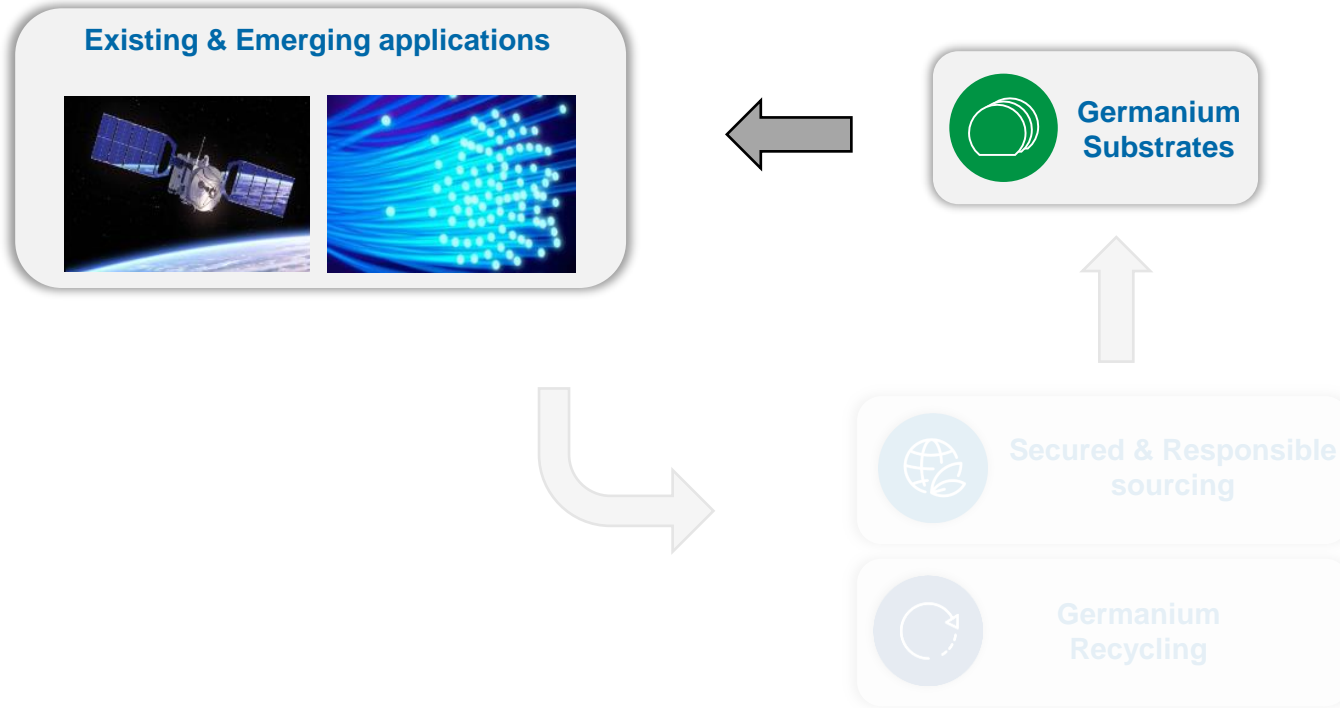 Existing & Emerging applications
Germanium
Substrates
Secured & Responsible
sourcing
Germanium
Recycling